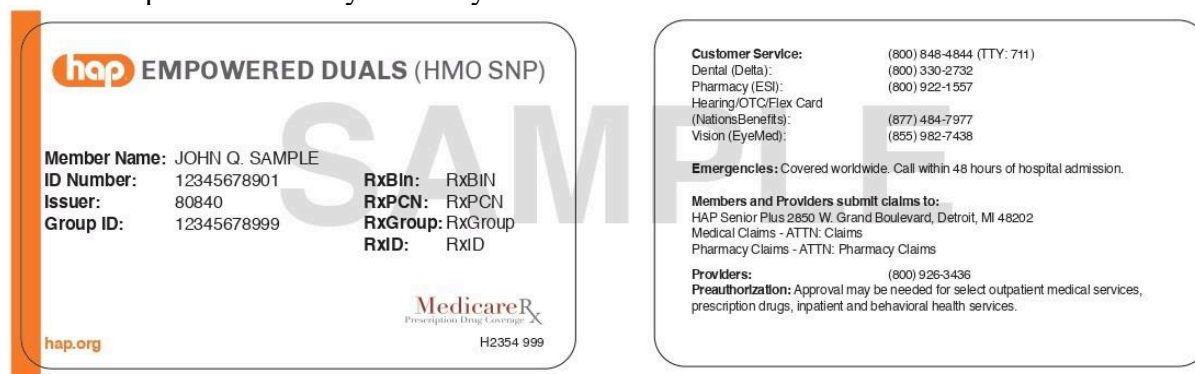 hap EMPOWERED DUALS (HMO SNP)
Member Name: JOHN Q. SAMPLE
ID Number: 12345678901
Issuer: 80840
Group ID: 12345678999
RxBin: RxBIN
RxPCN: RxPCN
RxGroup: RxGroup
RxID: RxID
MedicareRx
Prescription Drug Coverage
hap.org
H2354 999
SAMPLE
Customer Service: (800) 848-4844 (TTY: 711)
Dental (Delta): (800) 330-2732
Pharmacy (ESI): (800) 922-1557
Hearing/OTC/Flex Card
(NationsBenefits): (877) 484-7977
Vision (EyeMed): (855) 982-7438
Emergencies: Covered worldwide. Call within 48 hours of hospital admission.
Members and Providers submit claims to:
HAP Senior Plus 2850 W. Grand Boulevard, Detroit, MI 48202
Medical Claims - ATTN: Claims
Pharmacy Claims - ATTN: Pharmacy Claims
Providers: (800) 926-3436
Preauthorization: Approval may be needed for select outpatient medical services,
prescription drugs, inpatient and behavioral health services.